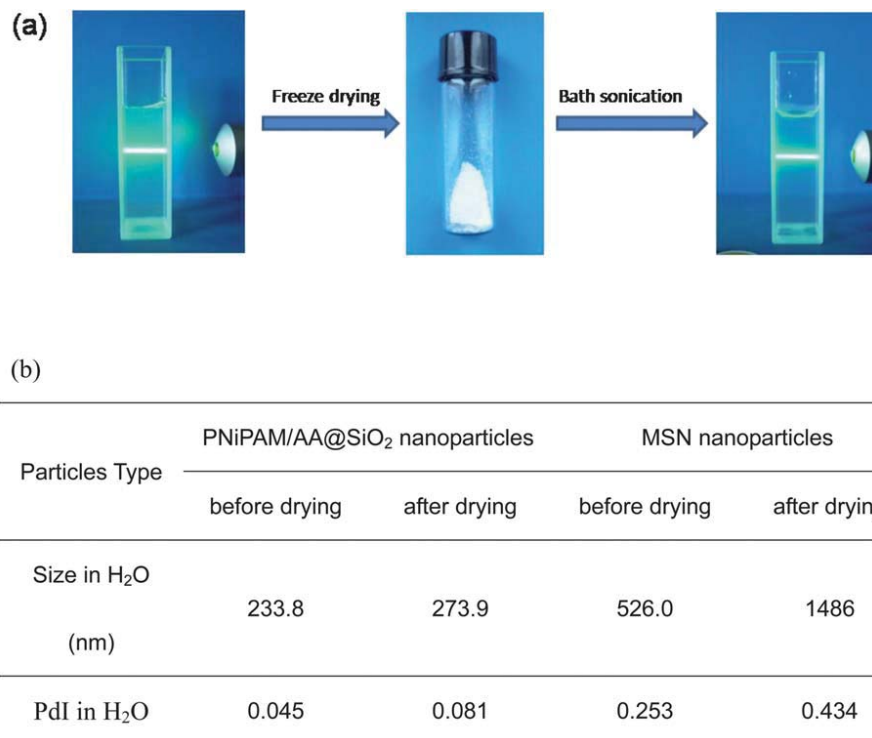 (a)
Freeze drying
Bath sonication
(b)
Particles Type
PNiPAM/AA@SiO₂ nanoparticles
MSN nanoparticles
before drying
after drying
before drying
after dryin
Size in H₂O
(nm)
233.8
273.9
526.0
1486
PdI in H₂O
0.045
0.081
0.253
0.434